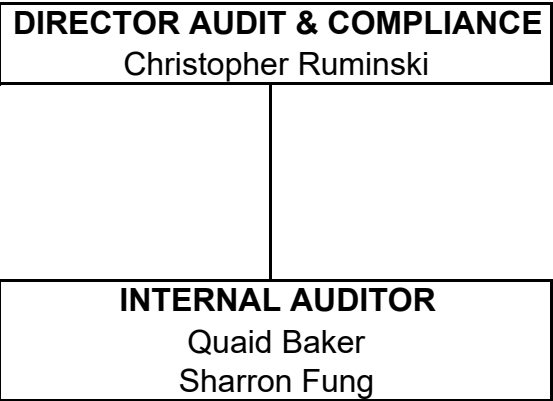 DIRECTOR AUDIT & COMPLIANCE
Christopher Ruminski
INTERNAL AUDITOR
Quaid Baker
Sharron Fung